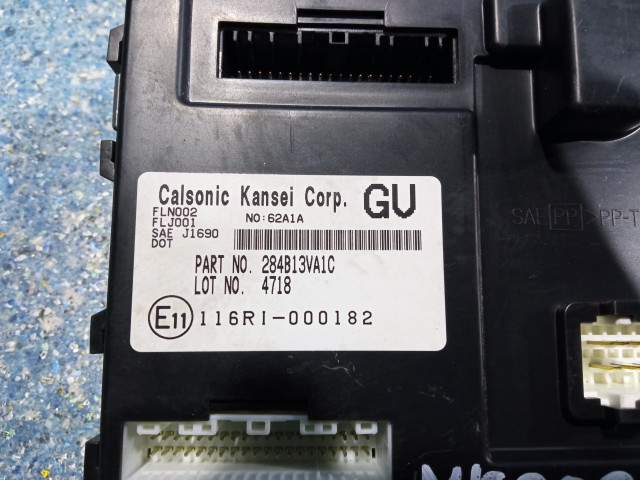 Calsonic Kansei Corp. GU
FLN002
FLJ001 NO:62A1A
SAE J1690
DOT
PART NO. 284B13VA1C
LOT NO. 4718
E11 116RI-000182
SAE PP PP-T